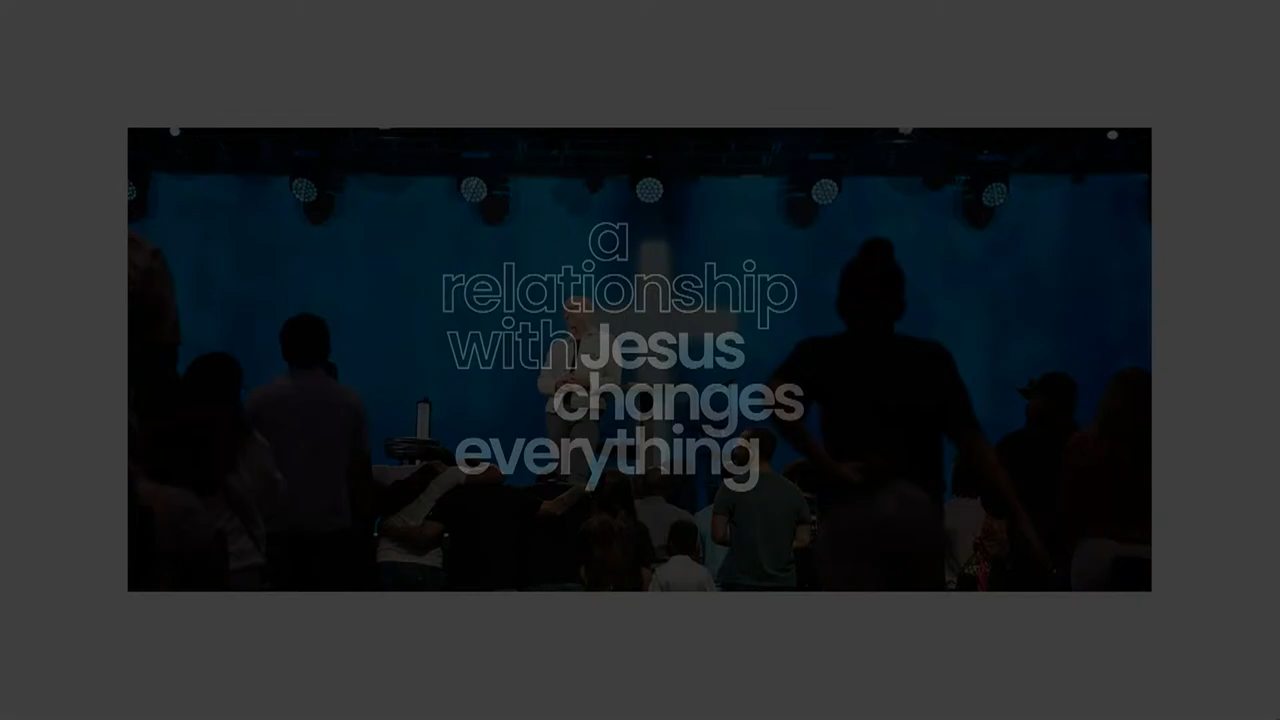 a
relationship
with Jesus
changes
everything